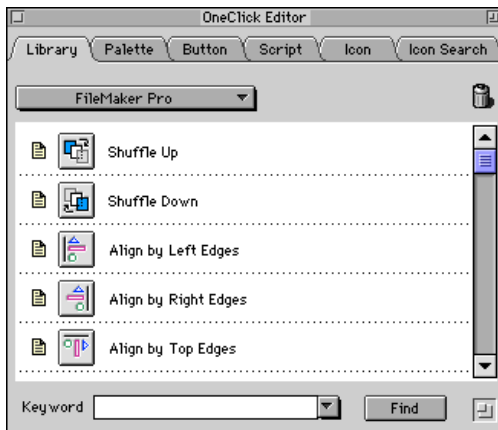 OneClick Editor
Library Palette Button Script Icon Icon Search
FileMaker Pro
Shuffle Up
Shuffle Down
Align by Left Edges
Align by Right Edges
Align by Top Edges
Keyword Find